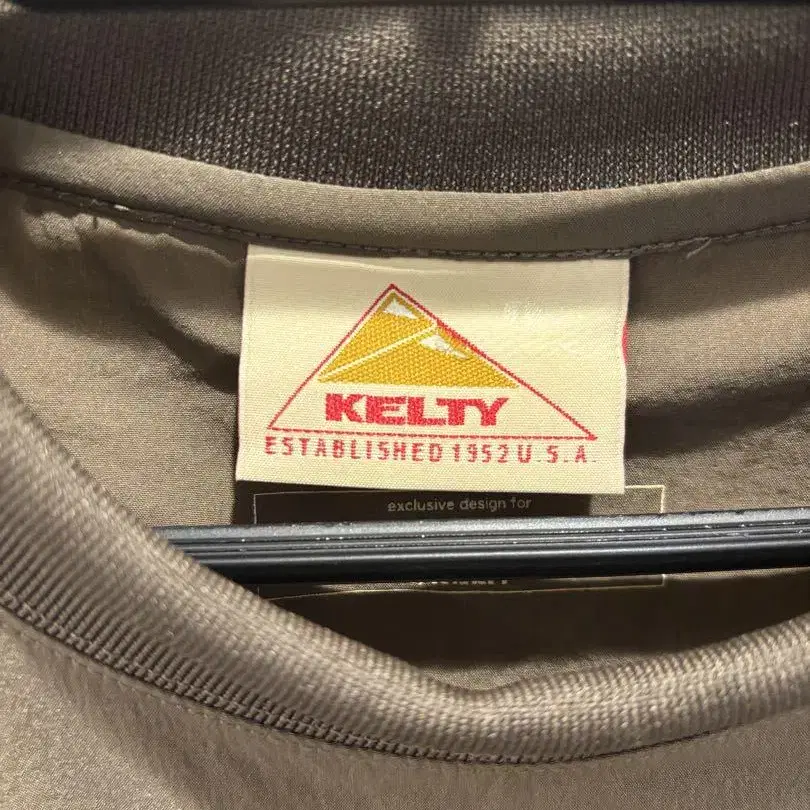 KELTY
ESTABLISHED 1952 U.S.A.
exclusive design for